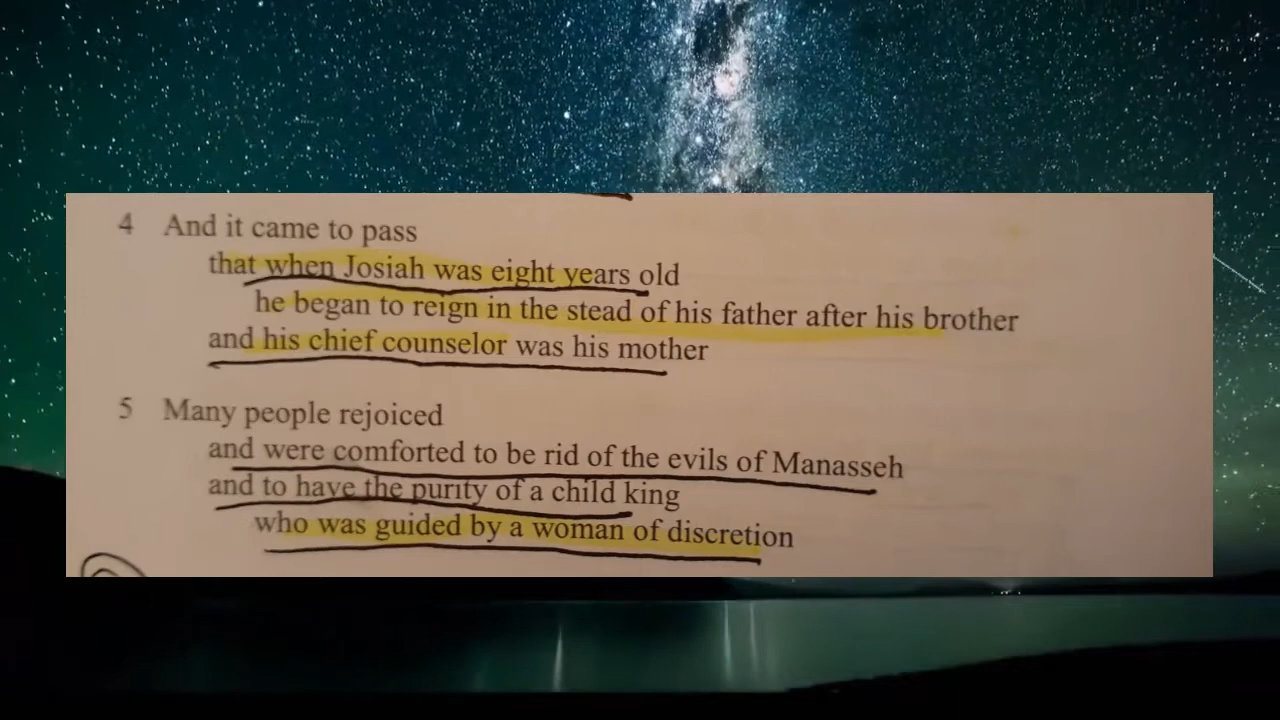 4 And it came to pass
that when Josiah was eight years old
he began to reign in the stead of his father after his brother
and his chief counselor was his mother
5 Many people rejoiced
and were comforted to be rid of the evils of Manasseh
and to have the purity of a child king
who was guided by a woman of discretion